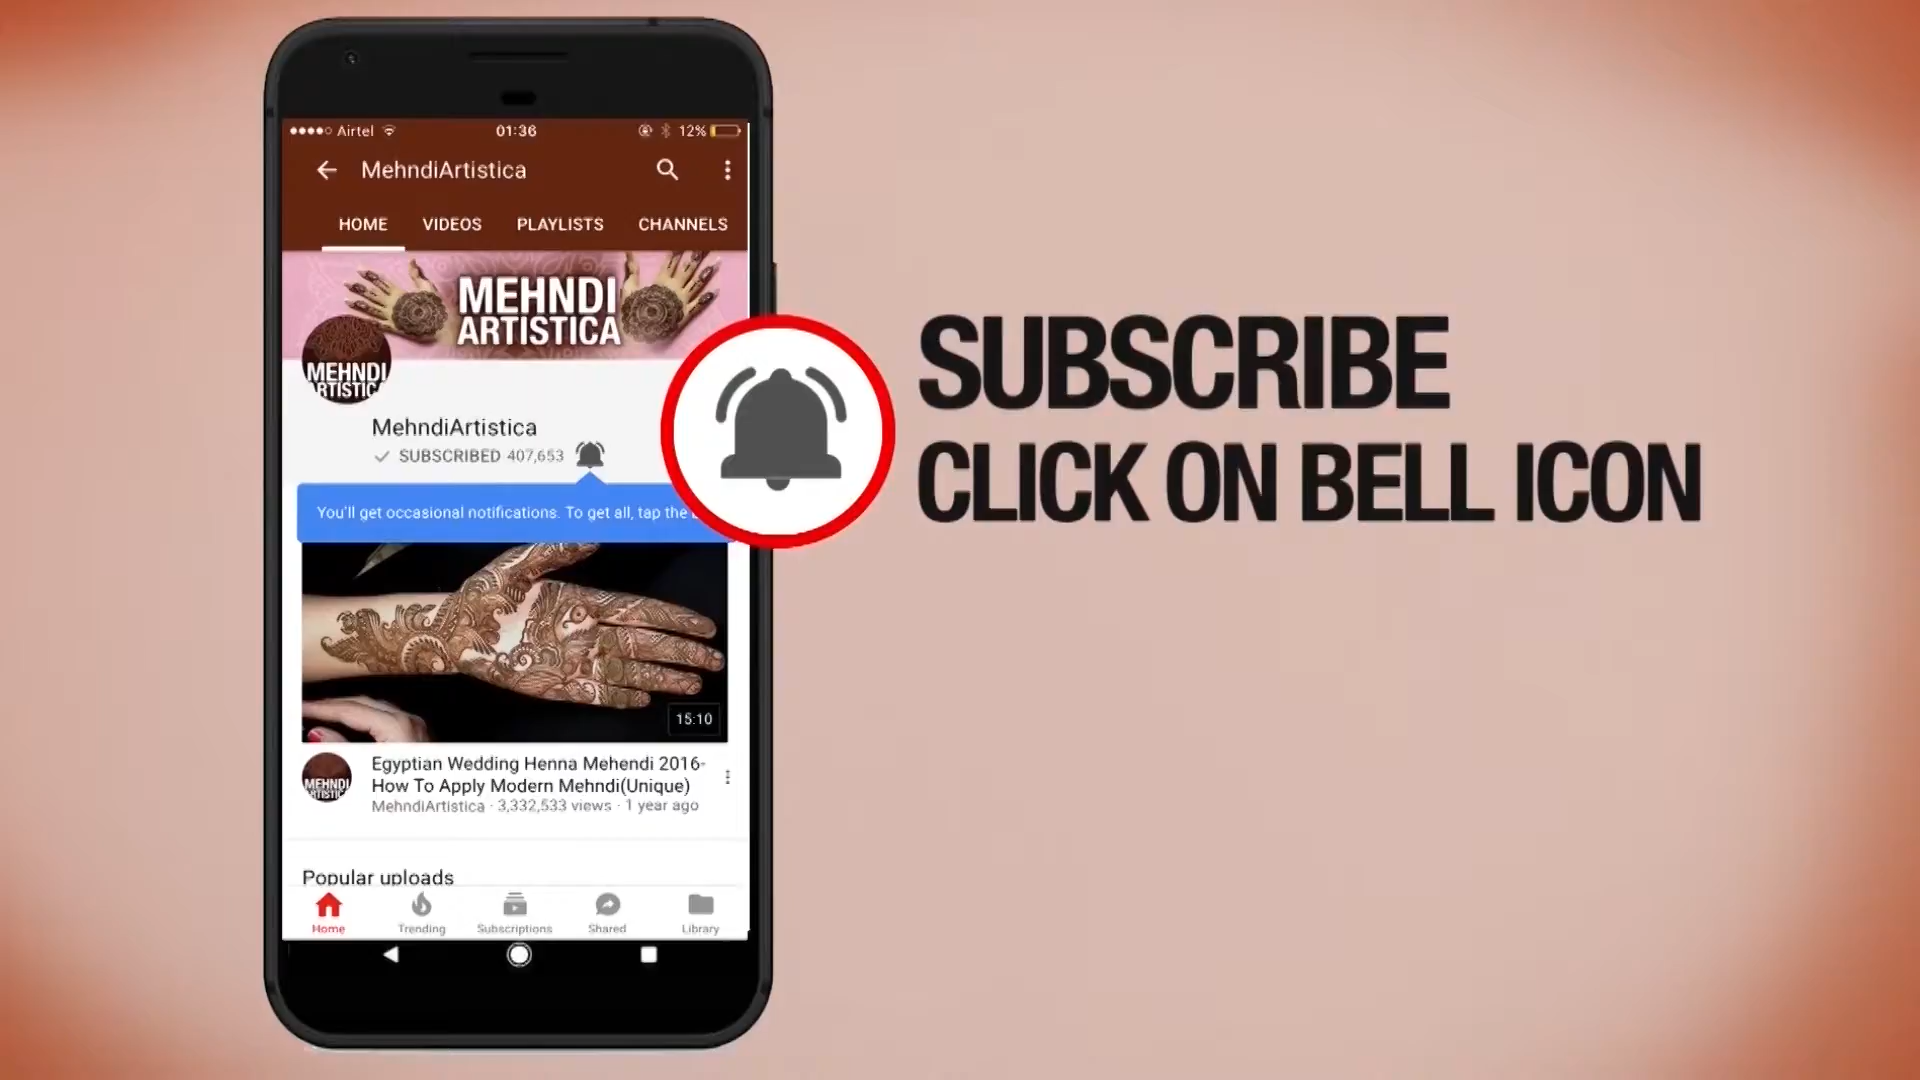 Airtel 01:36 12%
MehndiArtistica
HOME VIDEOS PLAYLISTS CHANNELS
MEHNDI
ARTISTICA
MEHNDI
ARTISTICA
MehndiArtistica
SUBSCRIBED 407,653
You'll get occasional notifications. To get all, tap the
15:10
Egyptian Wedding Henna Mehendi 2016-
How To Apply Modern Mehndi(Unique)
MehndiArtistica · 3,332,533 views · 1 year ago
MEHNDI
ARTISTICA
Popular uploads
Home Trending Subscriptions Shared Library
SUBSCRIBE
CLICK ON BELL ICON